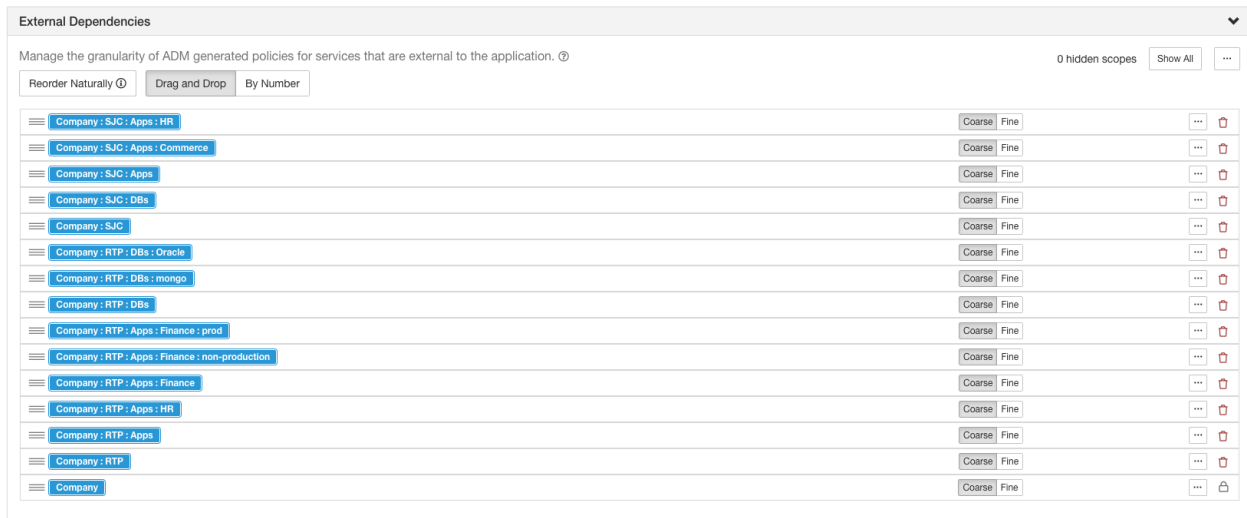 External Dependencies
Manage the granularity of ADM generated policies for services that are external to the application.
0 hidden scopes Show All ...
Reorder Naturally Drag and Drop By Number
Company : SJC : Apps : HR Coarse Fine ...
Company : SJC : Apps : Commerce Coarse Fine ...
Company : SJC : Apps Coarse Fine ...
Company : SJC : DBs Coarse Fine ...
Company : SJC Coarse Fine ...
Company : RTP : DBs : Oracle Coarse Fine ...
Company : RTP : DBs : mongo Coarse Fine ...
Company : RTP : DBs Coarse Fine ...
Company : RTP : Apps : Finance : prod Coarse Fine ...
Company : RTP : Apps : Finance : non-production Coarse Fine ...
Company : RTP : Apps : Finance Coarse Fine ...
Company : RTP : Apps : HR Coarse Fine ...
Company : RTP : Apps Coarse Fine ...
Company : RTP Coarse Fine ...
Company Coarse Fine ...